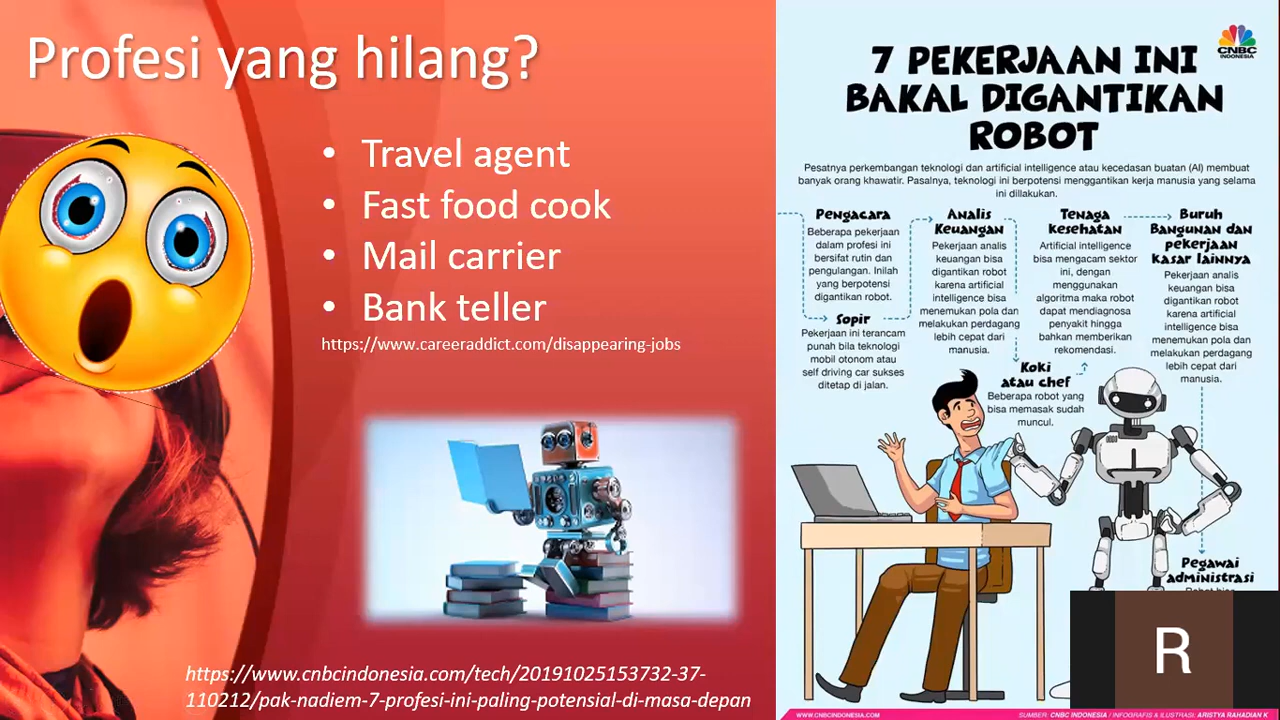 Profesi yang hilang?
• Travel agent
• Fast food cook
• Mail carrier
• Bank teller
https://www.careeraddict.com/disappearing-jobs
https://www.cnbcindonesia.com/tech/20191025153732-37-
110212/pak-nadiem-7-profesi-ini-paling-potensial-di-masa-depan
CNBC
INDONESIA
7 PEKERJAAN INI
BAKAL DIGANTIKAN
ROBOT
Pesatnya perkembangan teknologi dan artificial intelligence atau kecedasan buatan (AI) membuat
banyak orang khawatir. Pasalnya, teknologi ini berpotensi menggantikan kerja manusia yang selama
ini dillakukan.
Pengacara
Beberapa pekerjaan
dalam profesi ini
bersifat rutin dan
pengulangan. Inilah
yang berpotensi
digantikan robot.
Sopir
Pekerjaan ini terancam
punah bila teknologi
mobil otonom atau
self driving car sukses
ditetap di jalan.
Analis
Keuangan
Pekerjaan analis
keuangan bisa
digantikan robot
karena artificial
intelligence bisa
menemukan pola dan
melakukan perdagang
lebih cepat dari
manusia.
Koki
atau chef
Beberapa robot yang
bisa memasak sudah
muncul.
Tenaga
kesehatan
Artificial intelligence
bisa mengacam sektor
ini, dengan
menggunakan
algoritma maka robot
dapat mendiagnosa
penyakit hingga
bahkan memberikan
rekomendasi.
Buruh
Bangunan dan
pekerjaan
kasar lainnya
Pekerjaan analis
keuangan bisa
digantikan robot
karena artificial
intelligence bisa
menemukan pola dan
melakukan perdagang
lebih cepat dari
manusia.
Pegawai
administrasi
R
WWW.CNBCINDONESIA.COM
SUMBER: CNBC INDONESIA / INFOGRAFIS & ILUSTRASI: ARISTYA RAHADIAN K